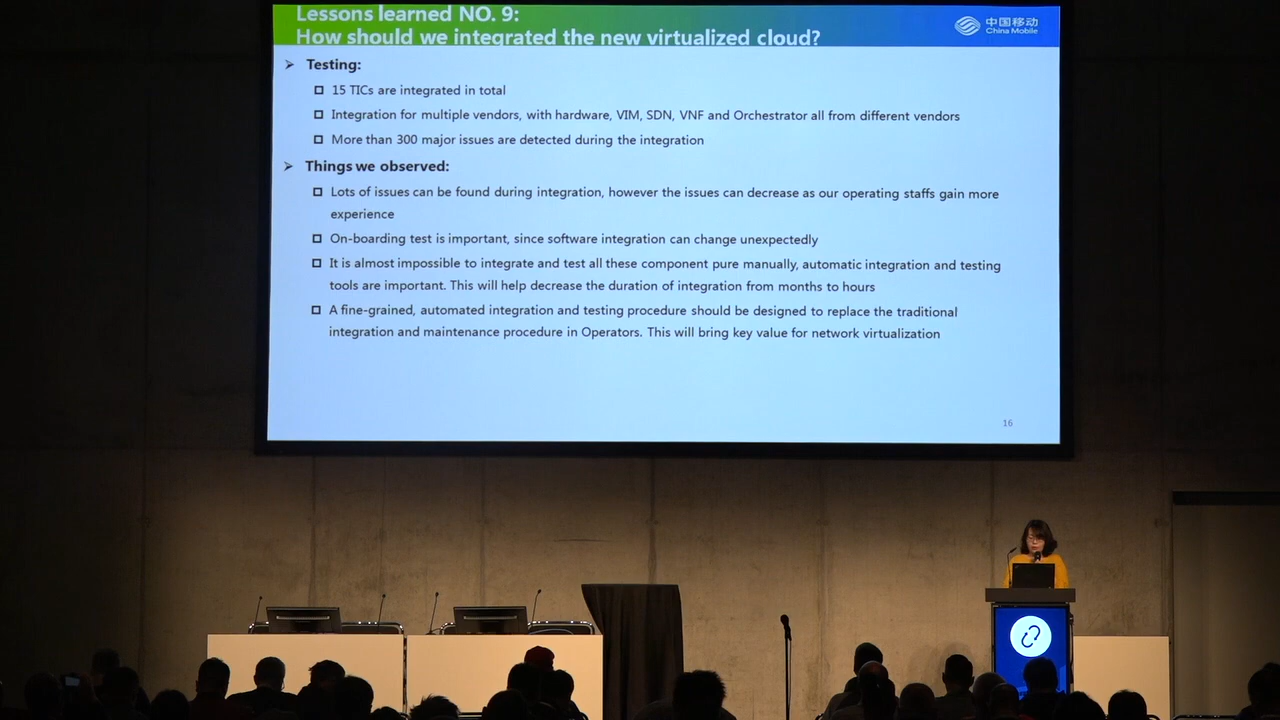 Lessons learned NO. 9:
How should we integrated the new virtualized cloud?
中国移动
China Mobile
➢ Testing:
❑ 15 TICs are integrated in total
❑ Integration for multiple vendors, with hardware, VIM, SDN, VNF and Orchestrator all from different vendors
❑ More than 300 major issues are detected during the integration
➢ Things we observed:
❑ Lots of issues can be found during integration, however the issues can decrease as our operating staffs gain more
experience
❑ On-boarding test is important, since software integration can change unexpectedly
❑ It is almost impossible to integrate and test all these component pure manually, automatic integration and testing
tools are important. This will help decrease the duration of integration from months to hours
❑ A fine-grained, automated integration and testing procedure should be designed to replace the traditional
integration and maintenance procedure in Operators. This will bring key value for network virtualization
16